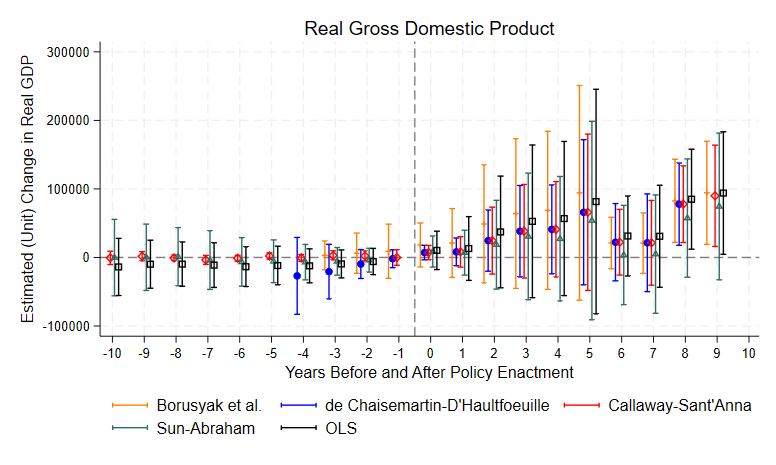 Real Gross Domestic Product
Estimated (Unit) Change in Real GDP
300000
200000
100000
0
-100000
-10 -9 -8 -7 -6 -5 -4 -3 -2 -1 0 1 2 3 4 5 6 7 8 9 10
Years Before and After Policy Enactment
Borusyak et al. de Chaisemartin-D'Haultfoeuille Callaway-Sant'Anna
Sun-Abraham OLS